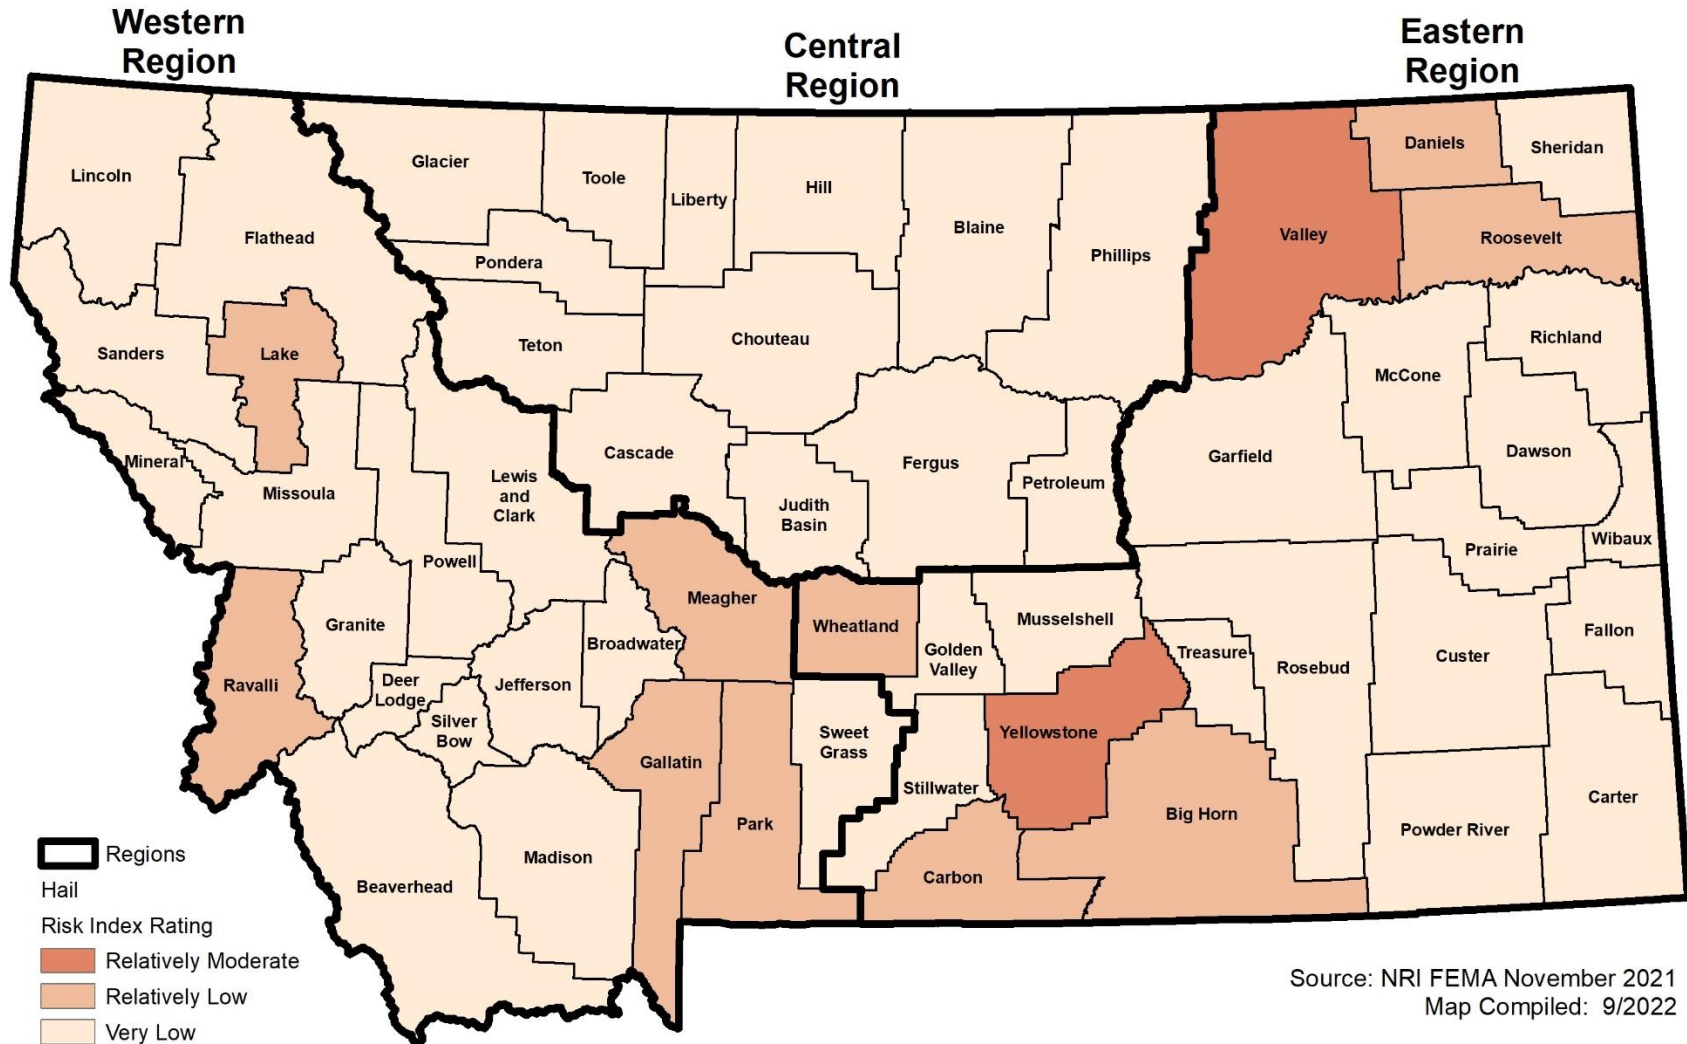 Western
Region
Central
Region
Eastern
Region
Lincoln
Flathead
Glacier
Toole
Liberty
Hill
Blaine
Phillips
Valley
Daniels
Sheridan
Roosevelt
Pondera
Teton
Chouteau
Sanders
Lake
Richland
McCone
Mineral
Missoula
Lewis
and
Clark
Cascade
Judith
Basin
Fergus
Petroleum
Garfield
Dawson
Wibaux
Prairie
Powell
Granite
Ravalli
Deer
Lodge
Silver
Bow
Jefferson
Broadwater
Meagher
Wheatland
Golden
Valley
Musselshell
Treasure
Rosebud
Custer
Fallon
Gallatin
Park
Sweet
Grass
Stillwater
Yellowstone
Big Horn
Carbon
Powder River
Carter
Beaverhead
Madison
Regions
Hail
Risk Index Rating
Relatively Moderate
Relatively Low
Very Low
Source: NRI FEMA November 2021
Map Compiled: 9/2022